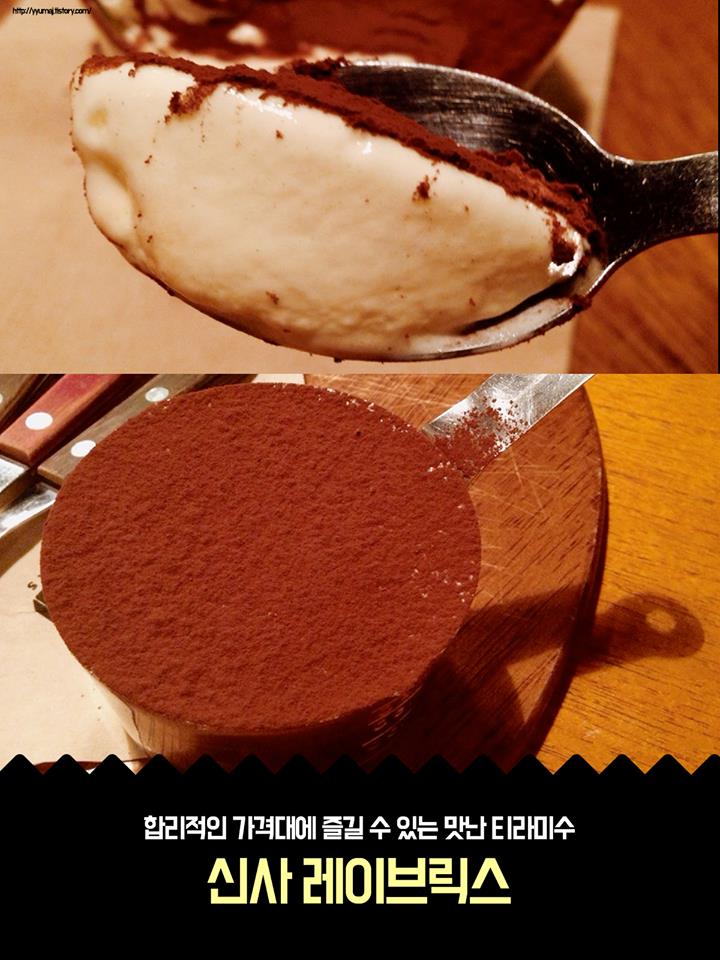 http://yyumaj.tistory.com/
합리적인 가격대에 즐길 수 있는 맛난 티라미수
신사 레이브릭스